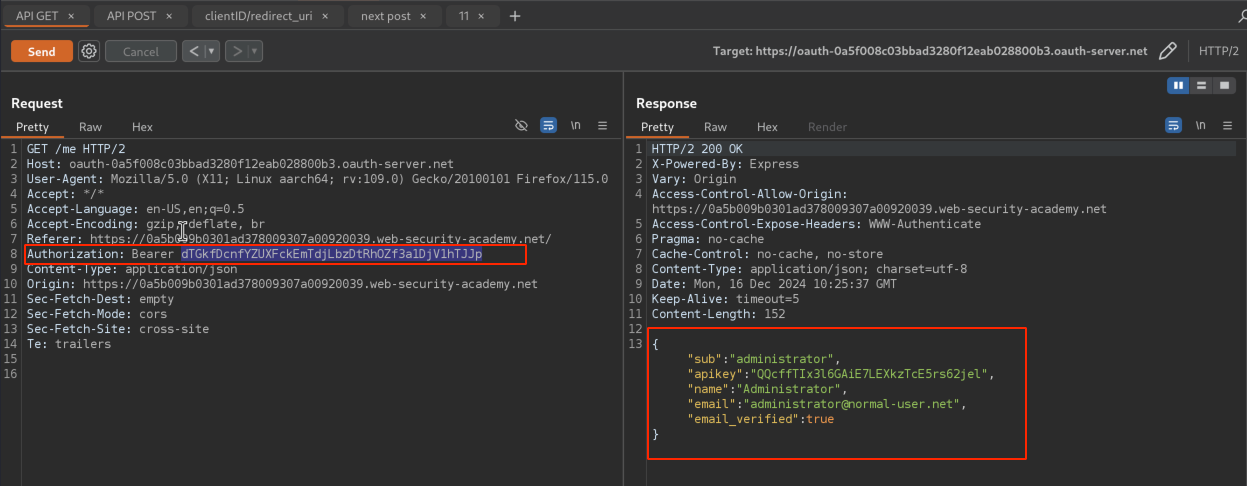 API GET × API POST × clientID/redirect_uri × next post × 11 × +
Send Cancel < > Target: https://oauth-0a5f008c03bbad3280f12eab028800b3.oauth-server.net HTTP/2
Request
Pretty Raw Hex \n
1 GET /me HTTP/2
2 Host: oauth-0a5f008c03bbad3280f12eab028800b3.oauth-server.net
3 User-Agent: Mozilla/5.0 (X11; Linux aarch64; rv:109.0) Gecko/20100101 Firefox/115.0
4 Accept: */*
5 Accept-Language: en-US,en;q=0.5
6 Accept-Encoding: gzip, deflate, br
7 Referer: https://0a5b009b0301ad378009307a00920039.web-security-academy.net/
8 Authorization: Bearer dTGkfDcnfYZUXFckEmTdjLbzDtRhOZf3a1DjV1hTJJp
9 Content-Type: application/json
10 Origin: https://0a5b009b0301ad378009307a00920039.web-security-academy.net
11 Sec-Fetch-Dest: empty
12 Sec-Fetch-Mode: cors
13 Sec-Fetch-Site: cross-site
14 Te: trailers
15
16
Response
Pretty Raw Hex Render \n
1 HTTP/2 200 OK
2 X-Powered-By: Express
3 Vary: Origin
4 Access-Control-Allow-Origin:
https://0a5b009b0301ad378009307a00920039.web-security-academy.net
5 Access-Control-Expose-Headers: WWW-Authenticate
6 Pragma: no-cache
7 Cache-Control: no-cache, no-store
8 Content-Type: application/json; charset=utf-8
9 Date: Mon, 16 Dec 2024 10:25:37 GMT
10 Keep-Alive: timeout=5
11 Content-Length: 152
12
13 {
"sub":"administrator",
"apikey":"QQcffTIx3l6GAiE7LEXkzTcE5rs62jel",
"name":"Administrator",
"email":"administrator@normal-user.net",
"email_verified":true
}